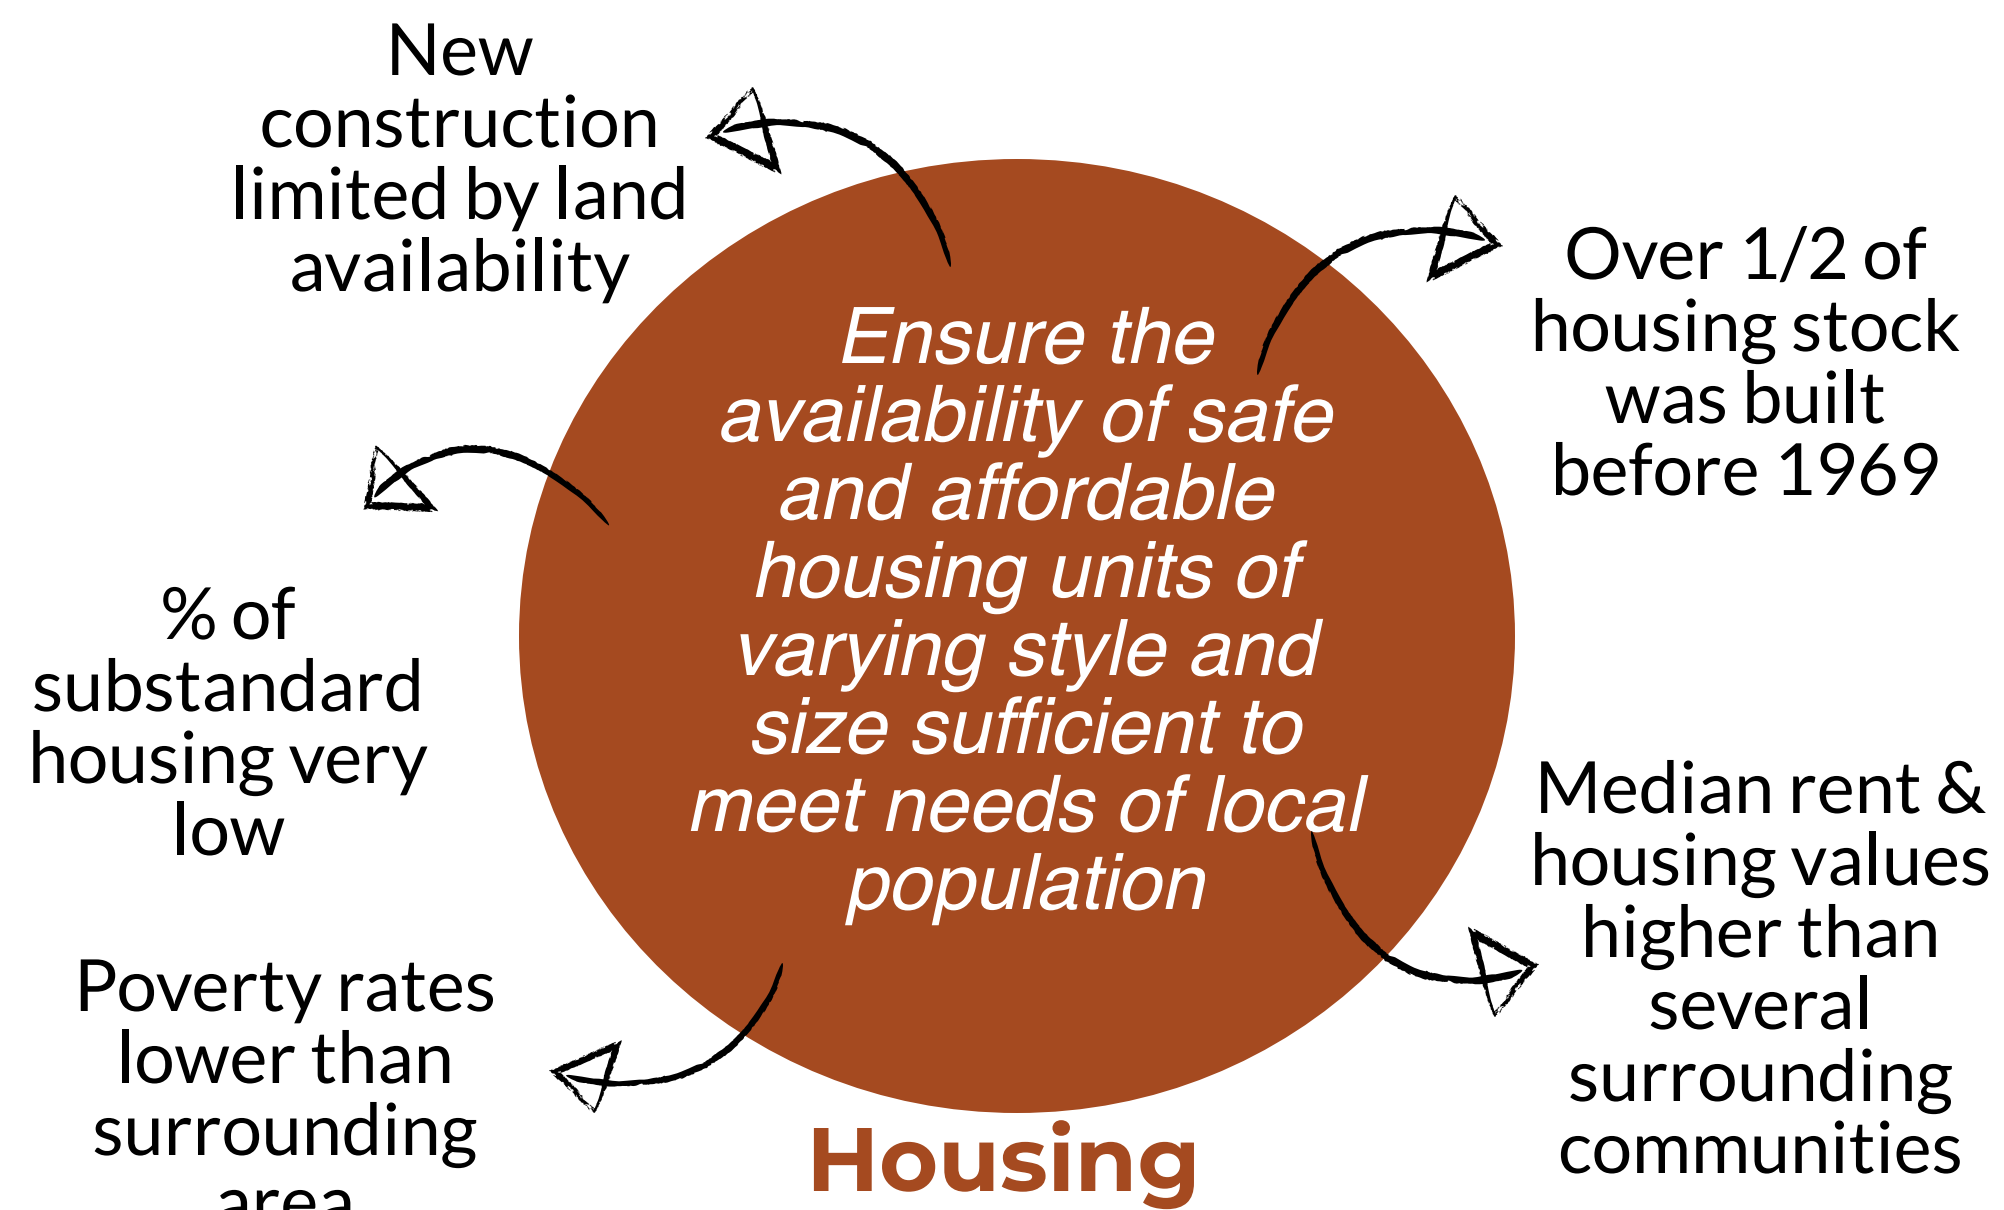 New
construction
limited by land
availability
Over 1/2 of
housing stock
was built
before 1969
Ensure the
availability of safe
and affordable
housing units of
varying style and
size sufficient to
meet needs of local
population
% of
substandard
housing very
low
Median rent &
housing values
higher than
several
surrounding
communities
Poverty rates
lower than
surrounding
area
Housing